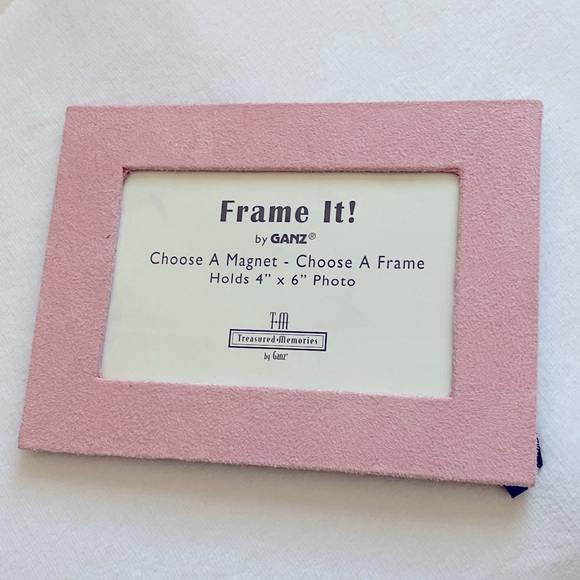 Frame It!
by GANZ®
Choose A Magnet - Choose A Frame
Holds 4" x 6" Photo
T•M
Treasured•Memories
by Ganz®